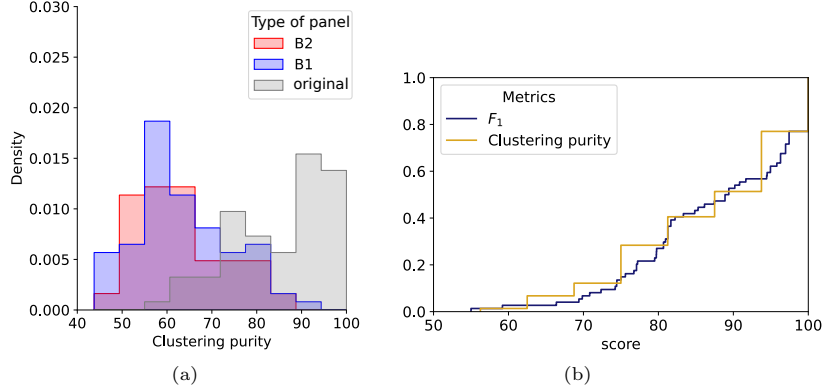 0.030
0.025
0.020
0.015
0.010
0.005
0.000
Density
Type of panel
B2
B1
original
40 50 60 70 80 90 100
Clustering purity
(a)
1.0
0.8
0.6
0.4
0.2
0.0
Metrics
F₁
Clustering purity
50 60 70 80 90 100
score
(b)